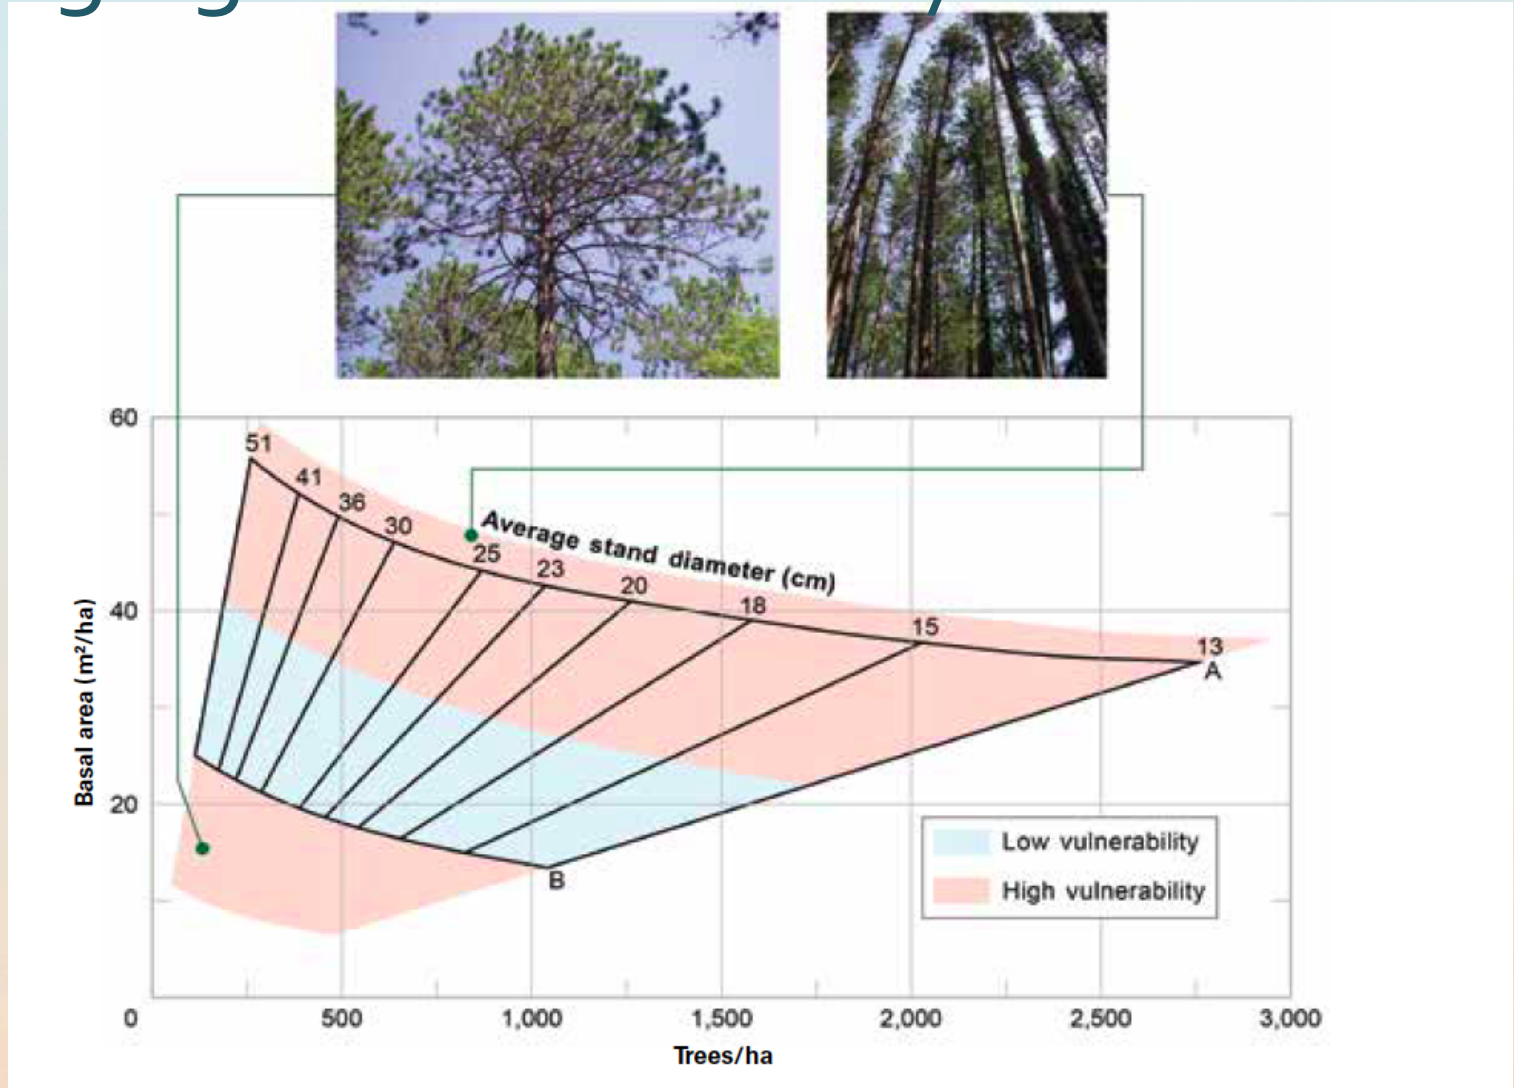 60
51
41
36
30
Average stand diameter (cm)
25
23
20
18
15
13
A
40
Basal area (m²/ha)
20
Low vulnerability
High vulnerability
B
0
500
1,000
1,500
2,000
2,500
3,000
Trees/ha